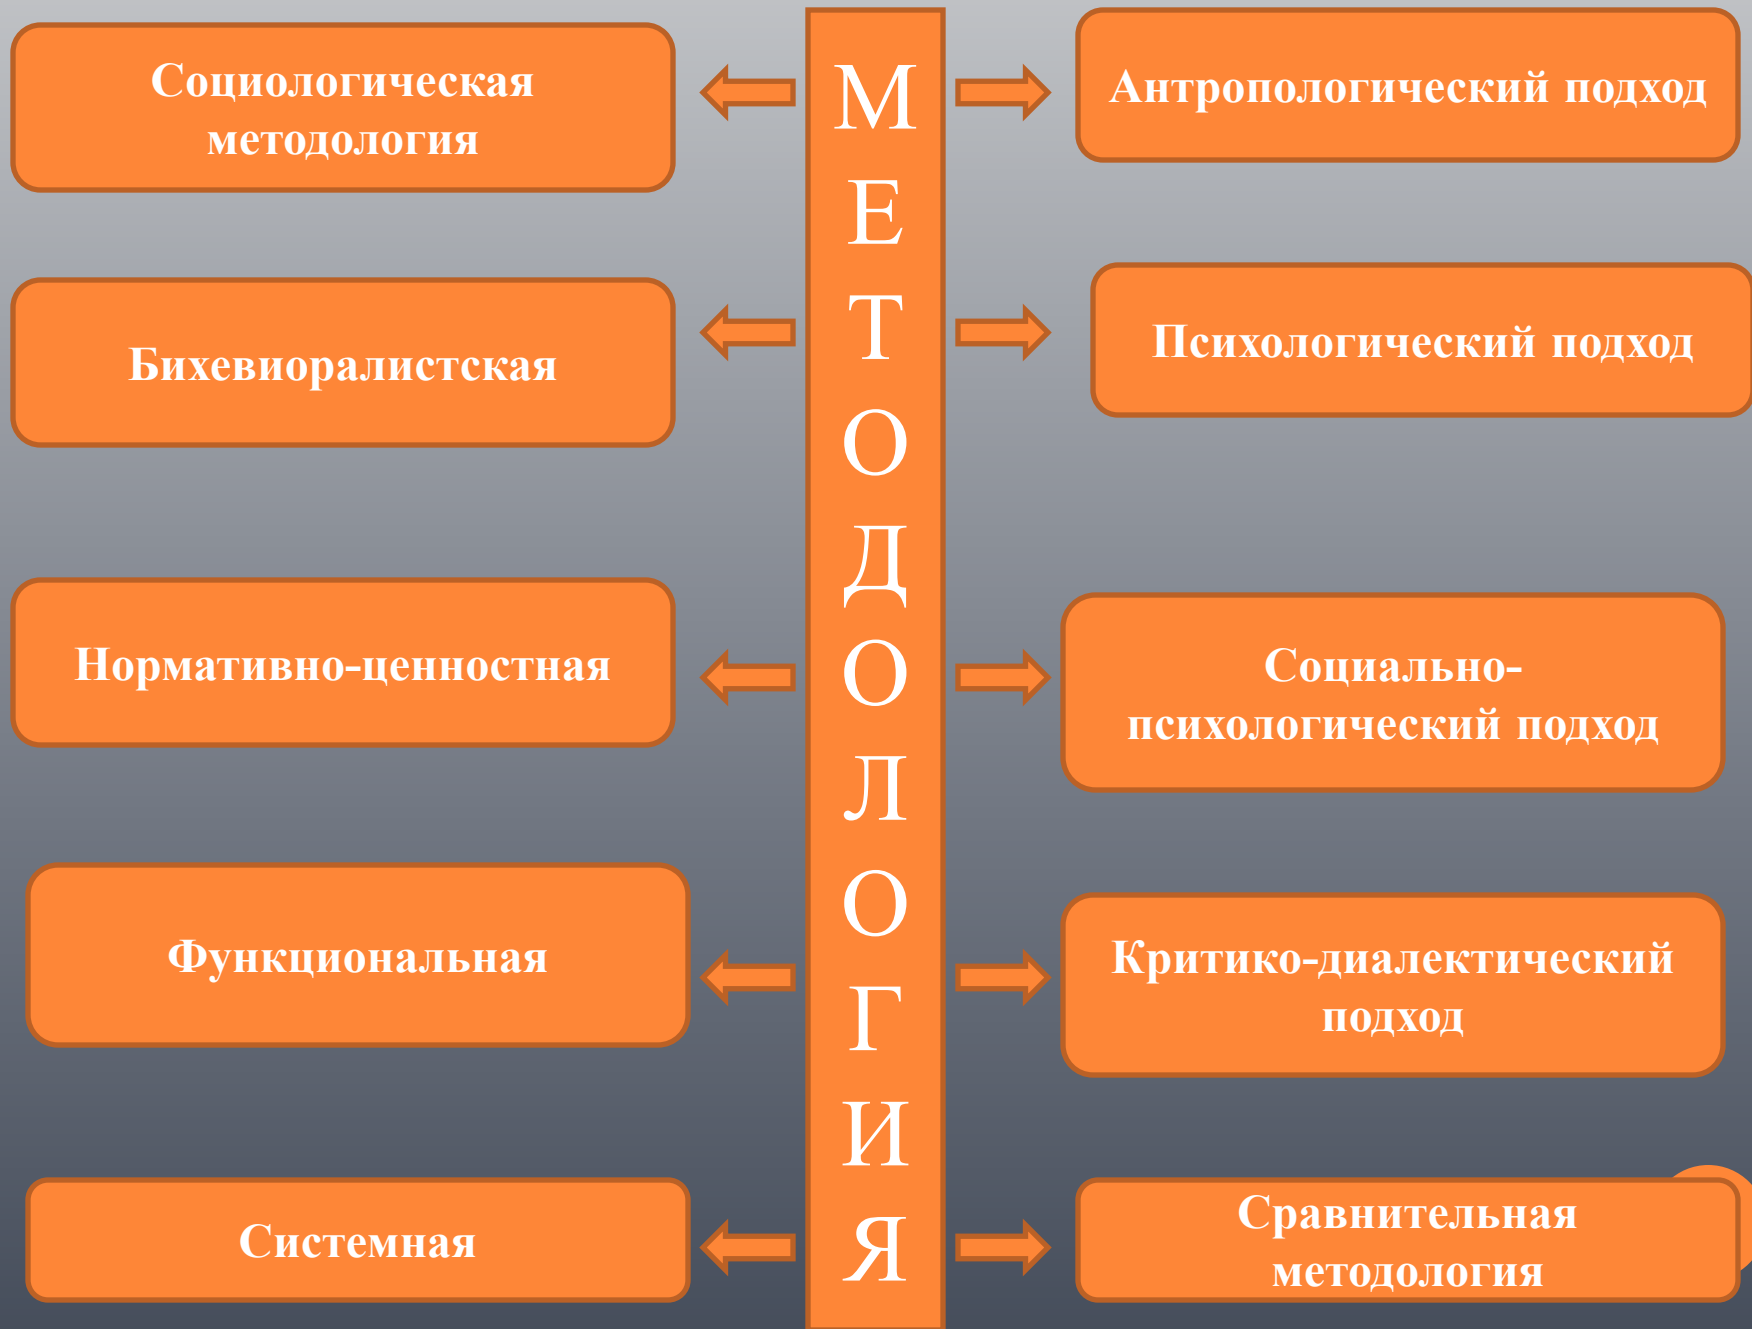 Социологическая
методология
Бихевиоралистская
Нормативно-ценностная
Функциональная
Системная
М
Е
Т
О
Д
О
Л
О
Г
И
Я
Антропологический подход
Психологический подход
Социально-
психологический подход
Критико-диалектический
подход
Сравнительная
методология